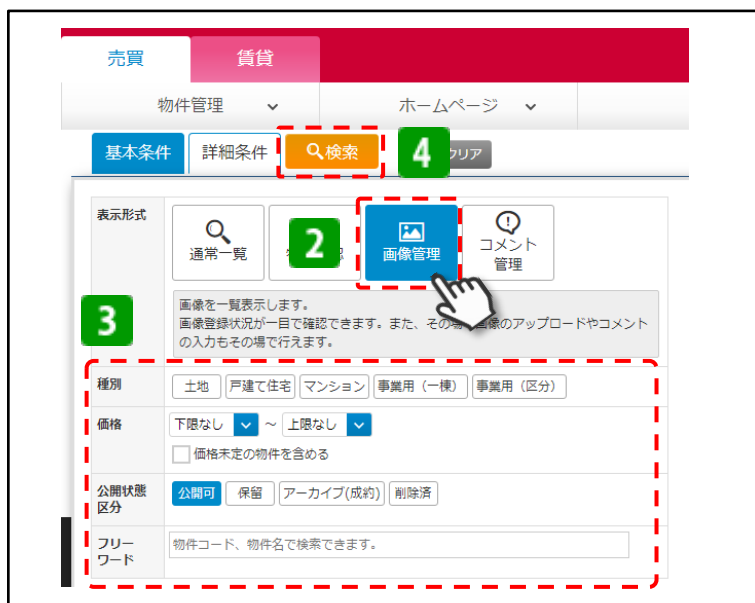 売買
賃貸
物件管理
ホームページ
基本条件
詳細条件
検索
4
リア
表示形式
通常一覧
2
画像管理
コメント
管理
3
画像を一覧表示します。
画像登録状況が一目で確認できます。また、その場 画像のアップロードやコメント
の入力もその場で行えます。
種別
土地
戸建て住宅
マンション
事業用（一棟）
事業用（区分）
価格
下限なし ～ 上限なし
価格未定の物件を含める
公開状態
区分
公開可
保留
アーカイブ(成約)
削除済
フリー
ワード
物件コード、物件名で検索できます。